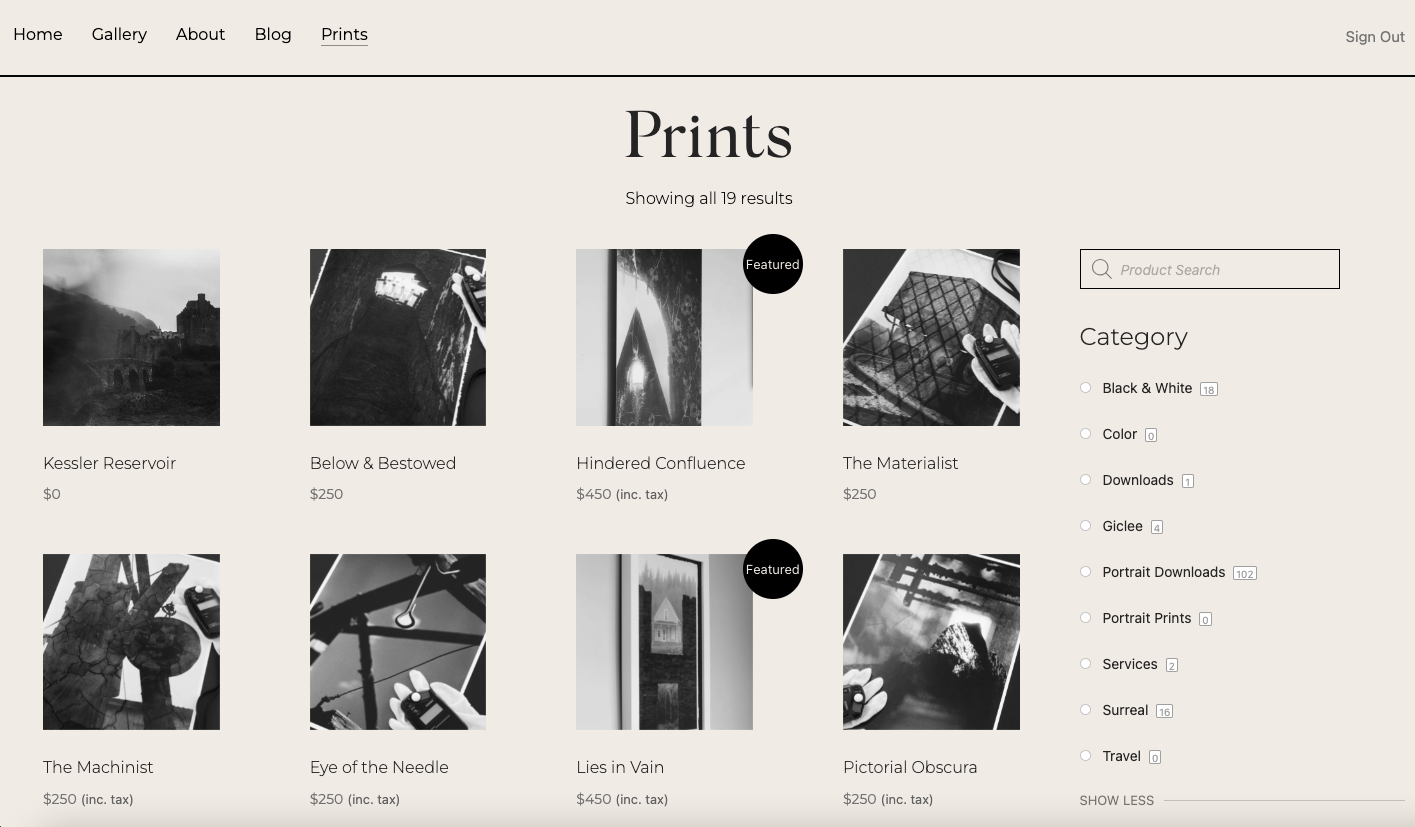 Home Gallery About Blog Prints Sign Out
Prints
Showing all 19 results
Featured
Kessler Reservoir
$0
Below & Bestowed
$250
Hindered Confluence
$450 (inc. tax)
The Materialist
$250
Featured
The Machinist
$250 (inc. tax)
Eye of the Needle
$250 (inc. tax)
Lies in Vain
$450 (inc. tax)
Pictorial Obscura
$250 (inc. tax)
Product Search
Category
Black & White 18
Color 0
Downloads 1
Giclee 4
Portrait Downloads 102
Portrait Prints 0
Services 2
Surreal 16
Travel 0
SHOW LESS